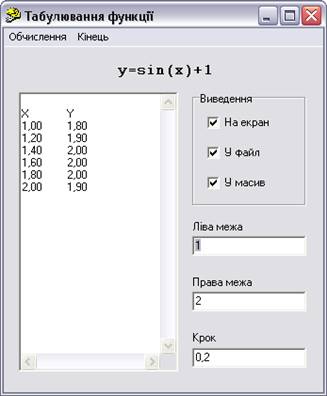 Табулювання функції
Обчислення Кінець
y=sin(x)+1
X Y
1,00 1,80
1,20 1,90
1,40 2,00
1,60 2,00
1,80 2,00
2,00 1,90
Виведення
На екран
У файл
У масив
Ліва межа
1
Права межа
2
Крок
0,2